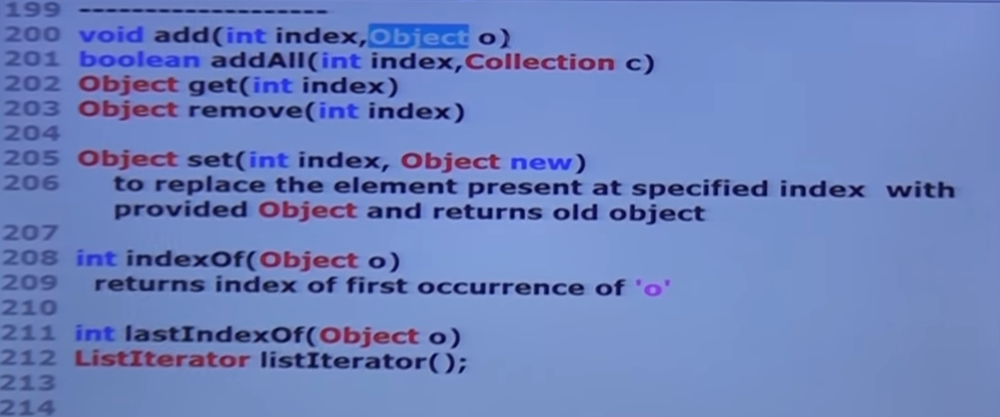 199 --------------------
200 void add(int index,Object o)
201 boolean addAll(int index,Collection c)
202 Object get(int index)
203 Object remove(int index)
204
205 Object set(int index, Object new)
206 to replace the element present at specified index with
provided Object and returns old object
207
208 int indexOf(Object o)
209 returns index of first occurrence of 'o'
210
211 int lastIndexOf(Object o)
212 ListIterator listIterator();
213
214